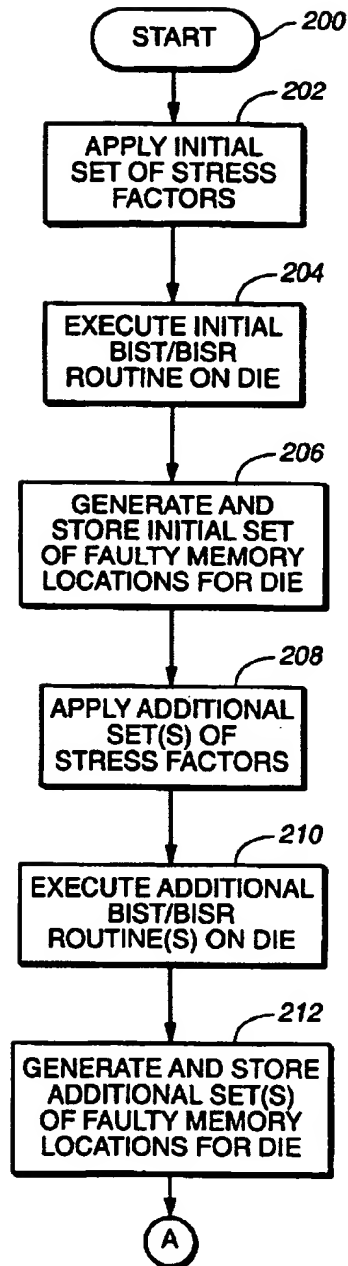 START
200
202
APPLY INITIAL
SET OF STRESS
FACTORS
204
EXECUTE INITIAL
BIST/BISR
ROUTINE ON DIE
206
GENERATE AND
STORE INITIAL SET
OF FAULTY MEMORY
LOCATIONS FOR DIE
208
APPLY ADDITIONAL
SET(S) OF
STRESS FACTORS
210
EXECUTE ADDITIONAL
BIST/BISR
ROUTINE(S) ON DIE
212
GENERATE AND STORE
ADDITIONAL SET(S)
OF FAULTY MEMORY
LOCATIONS FOR DIE
A